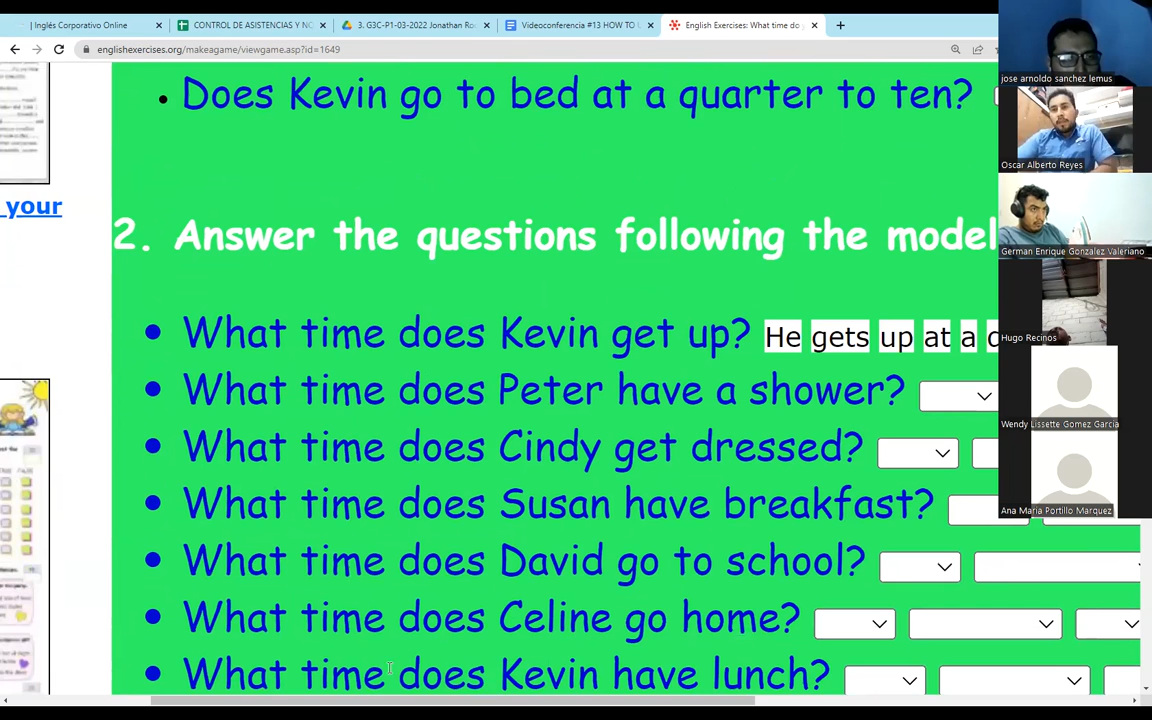 | Inglés Corporativo Online
CONTROL DE ASISTENCIAS Y NO
3. G3C-P1-03-2022 Jonathan Ro
Videoconferencia #13 HOW TO U
English Exercises: What time do y
englishexercises.org/makeagame/viewgame.asp?id=1649
Does Kevin go to bed at a quarter to ten?
your
2. Answer the questions following the model
What time does Kevin get up? He gets up at a
What time does Peter have a shower?
What time does Cindy get dressed?
What time does Susan have breakfast?
What time does David go to school?
What time does Celine go home?
What time does Kevin have lunch?
jose arnoldo sanchez lemus
Oscar Alberto Reyes
German Enrique Gonzalez Valeriano
Hugo Recinos
Wendy Lissette Gomez Garcia
Ana Maria Portillo Marquez